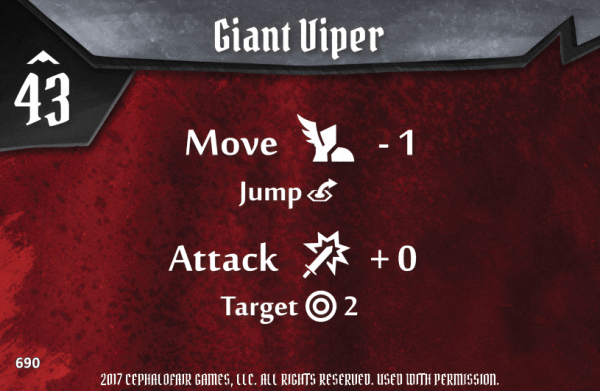 Giant Viper
43
Move - 1
Jump
Attack + 0
Target 2
690
2017 CEPHALOFAIR GAMES, LLC. ALL RIGHTS RESERVED. USED WITH PERMISSION.